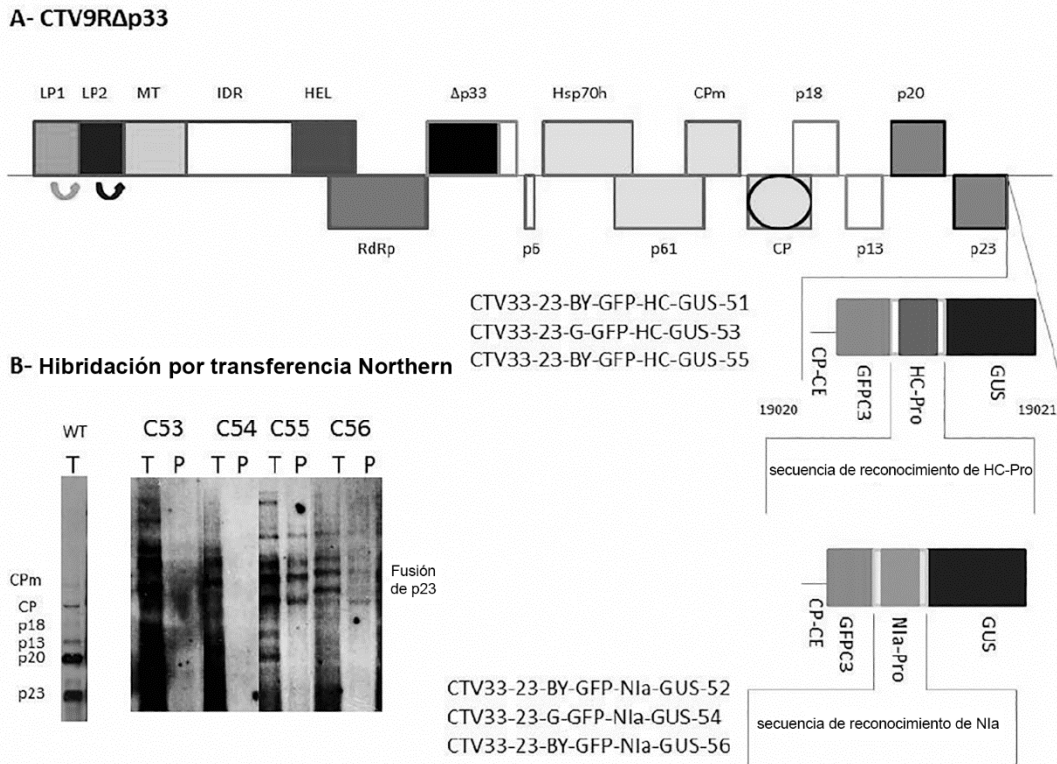 A- CTV9RΔp33
LP1 LP2 MT IDR HEL Δp33 Hsp70h CPm p18 p20
RdRp p6 p61 CP p13 p23
CTV33-23-BY-GFP-HC-GUS-51
CTV33-23-G-GFP-HC-GUS-53
CTV33-23-BY-GFP-HC-GUS-55
CP-CE GFPC3 HC-Pro GUS
19020 19021
secuencia de reconocimiento de HC-Pro
B- Hibridación por transferencia Northern
WT C53 C54 C55 C56
T T P T P T P T P
CPm
CP
p18
p13
p20
p23
Fusión
de p23
CP-CE GFPC3 NIa-Pro GUS
CTV33-23-BY-GFP-NIa-GUS-52
CTV33-23-G-GFP-NIa-GUS-54
CTV33-23-BY-GFP-NIa-GUS-56
secuencia de reconocimiento de NIa